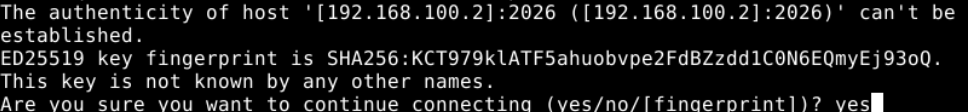 The authenticity of host '[192.168.100.2]:2026 ([192.168.100.2]:2026)' can't be
established.
ED25519 key fingerprint is SHA256:KCT979klATF5ahuobvpe2FdBZzdd1C0N6EQmyEj93oQ.
This key is not known by any other names.
Are you sure you want to continue connecting (yes/no/[fingerprint])? yes